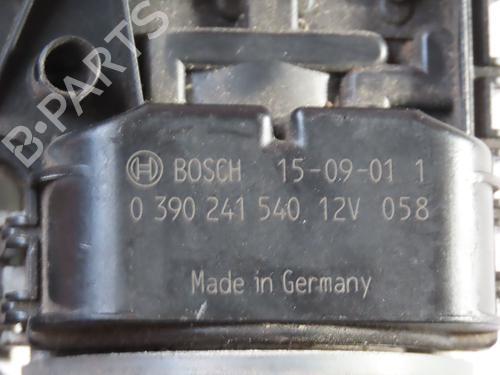 B-PARTS
BOSCH 15-09-01 1
0 390 241 540 12V 058
Made in Germany